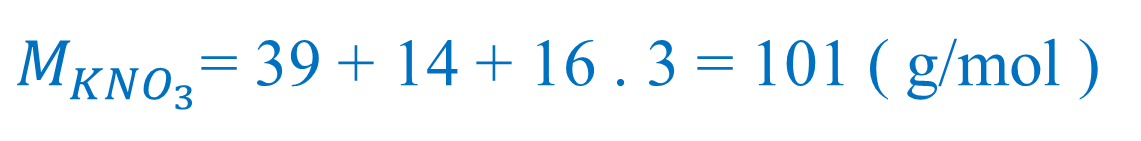 M_{KNO_3} = 39 + 14 + 16 . 3 = 101 ( g/mol )